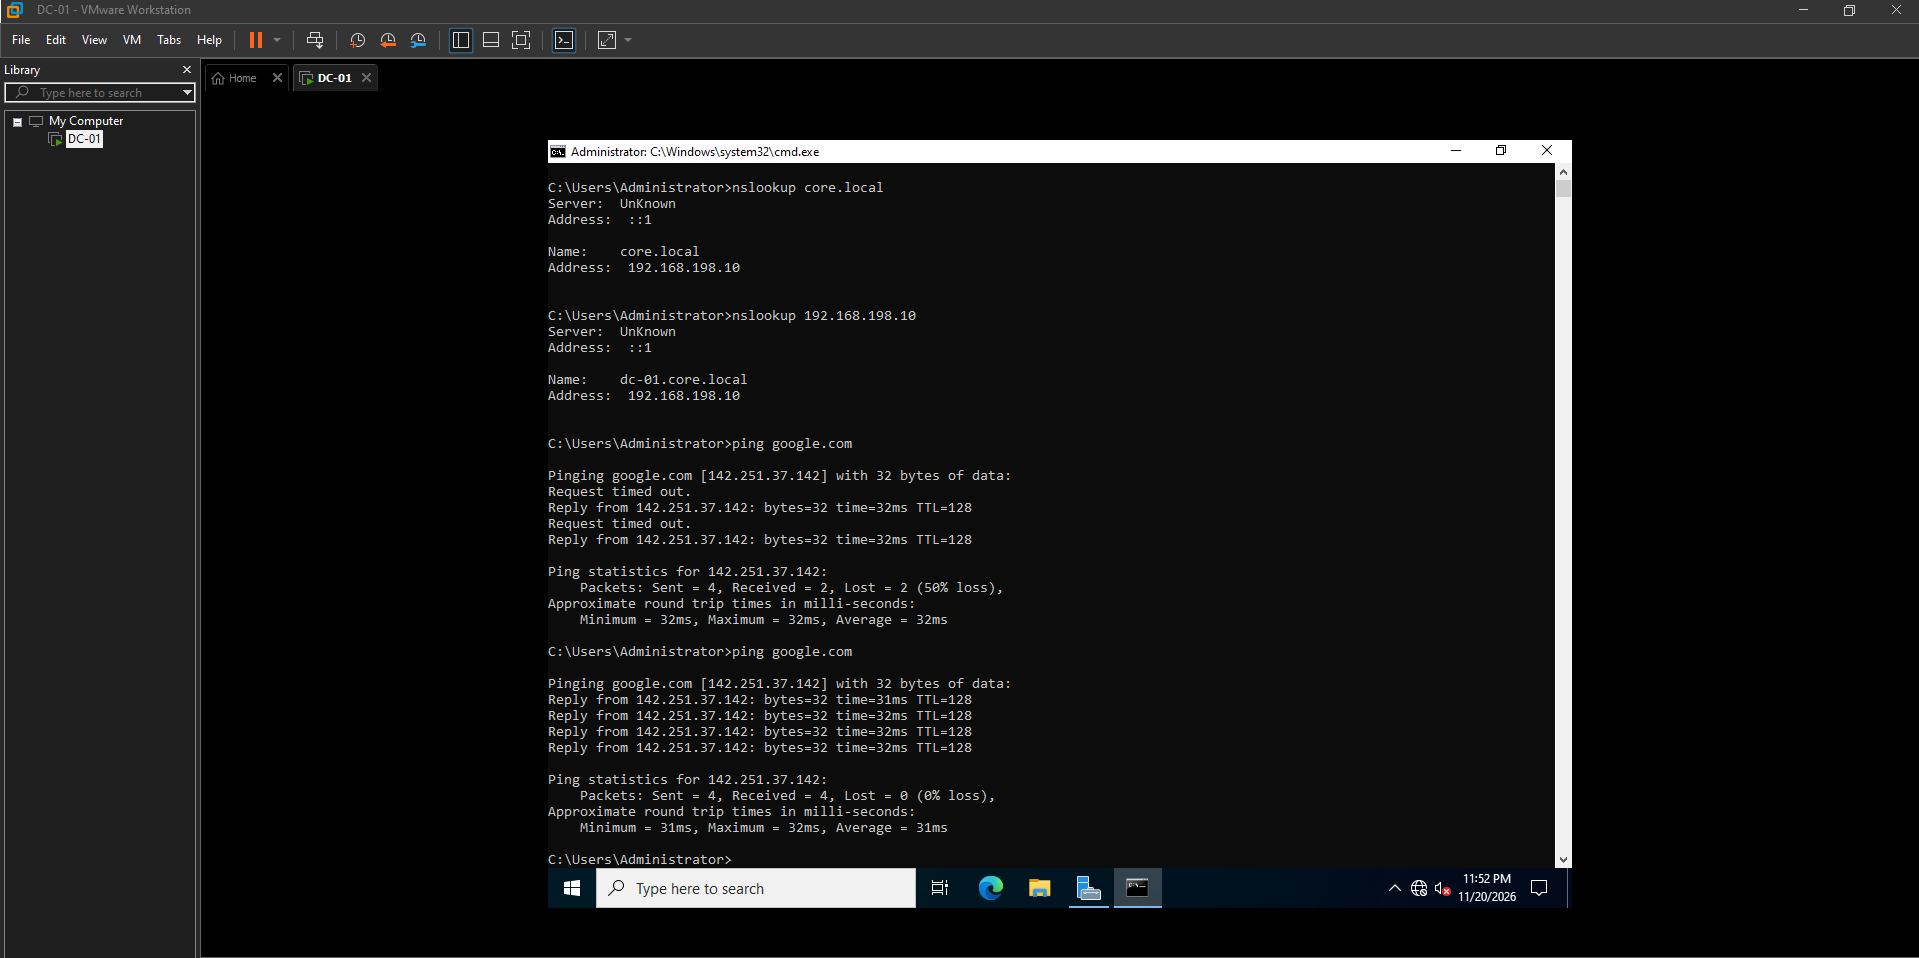 DC-01 - VMware Workstation
File Edit View VM Tabs Help
Library
Type here to search
My Computer
DC-01
Home
DC-01
Administrator: C:\Windows\system32\cmd.exe
C:\Users\Administrator>nslookup core.local
Server:  UnKnown
Address:  ::1
Name:    core.local
Address:  192.168.198.10
C:\Users\Administrator>nslookup 192.168.198.10
Server:  UnKnown
Address:  ::1
Name:    dc-01.core.local
Address:  192.168.198.10
C:\Users\Administrator>ping google.com
Pinging google.com [142.251.37.142] with 32 bytes of data:
Request timed out.
Reply from 142.251.37.142: bytes=32 time=32ms TTL=128
Request timed out.
Reply from 142.251.37.142: bytes=32 time=32ms TTL=128
Ping statistics for 142.251.37.142:
    Packets: Sent = 4, Received = 2, Lost = 2 (50% loss),
Approximate round trip times in milli-seconds:
    Minimum = 32ms, Maximum = 32ms, Average = 32ms
C:\Users\Administrator>ping google.com
Pinging google.com [142.251.37.142] with 32 bytes of data:
Reply from 142.251.37.142: bytes=32 time=31ms TTL=128
Reply from 142.251.37.142: bytes=32 time=32ms TTL=128
Reply from 142.251.37.142: bytes=32 time=32ms TTL=128
Reply from 142.251.37.142: bytes=32 time=32ms TTL=128
Ping statistics for 142.251.37.142:
    Packets: Sent = 4, Received = 4, Lost = 0 (0% loss),
Approximate round trip times in milli-seconds:
    Minimum = 31ms, Maximum = 32ms, Average = 31ms
C:\Users\Administrator>
Type here to search
11:52 PM
11/20/2026